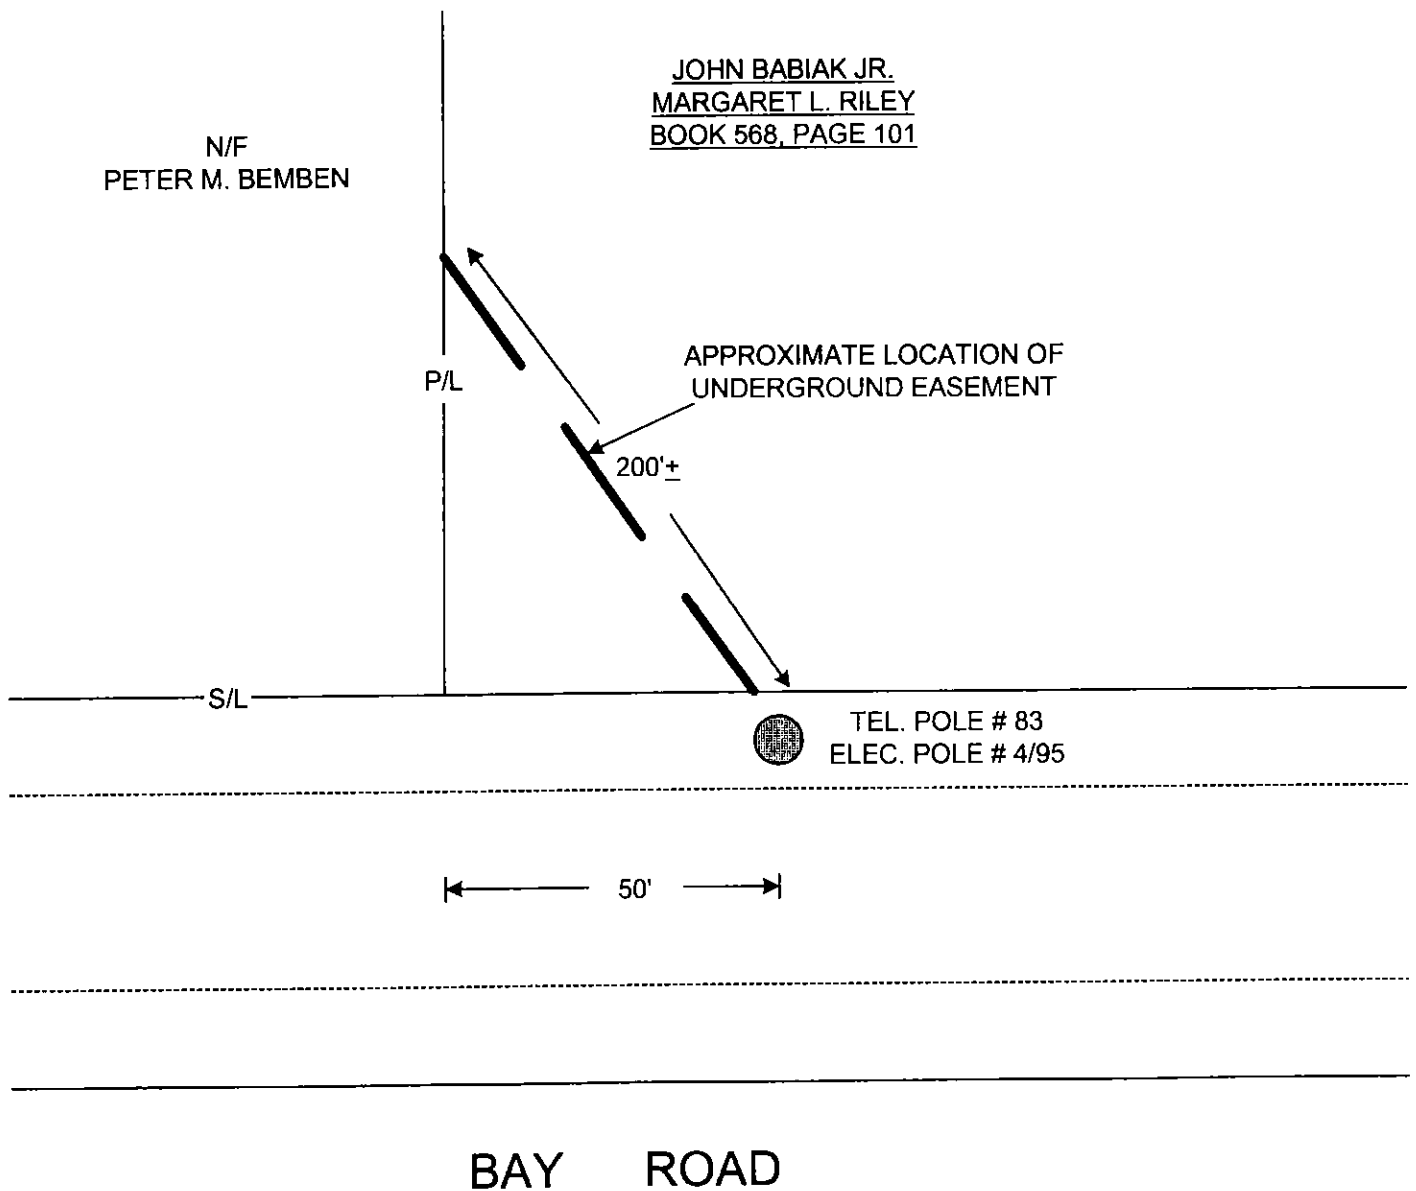 JOHN BABIAK JR.
MARGARET L. RILEY
BOOK 568, PAGE 101
N/F
PETER M. BEMBEN
APPROXIMATE LOCATION OF
UNDERGROUND EASEMENT
P/L
200'±
S/L
TEL. POLE # 83
ELEC. POLE # 4/95
50'
BAY ROAD